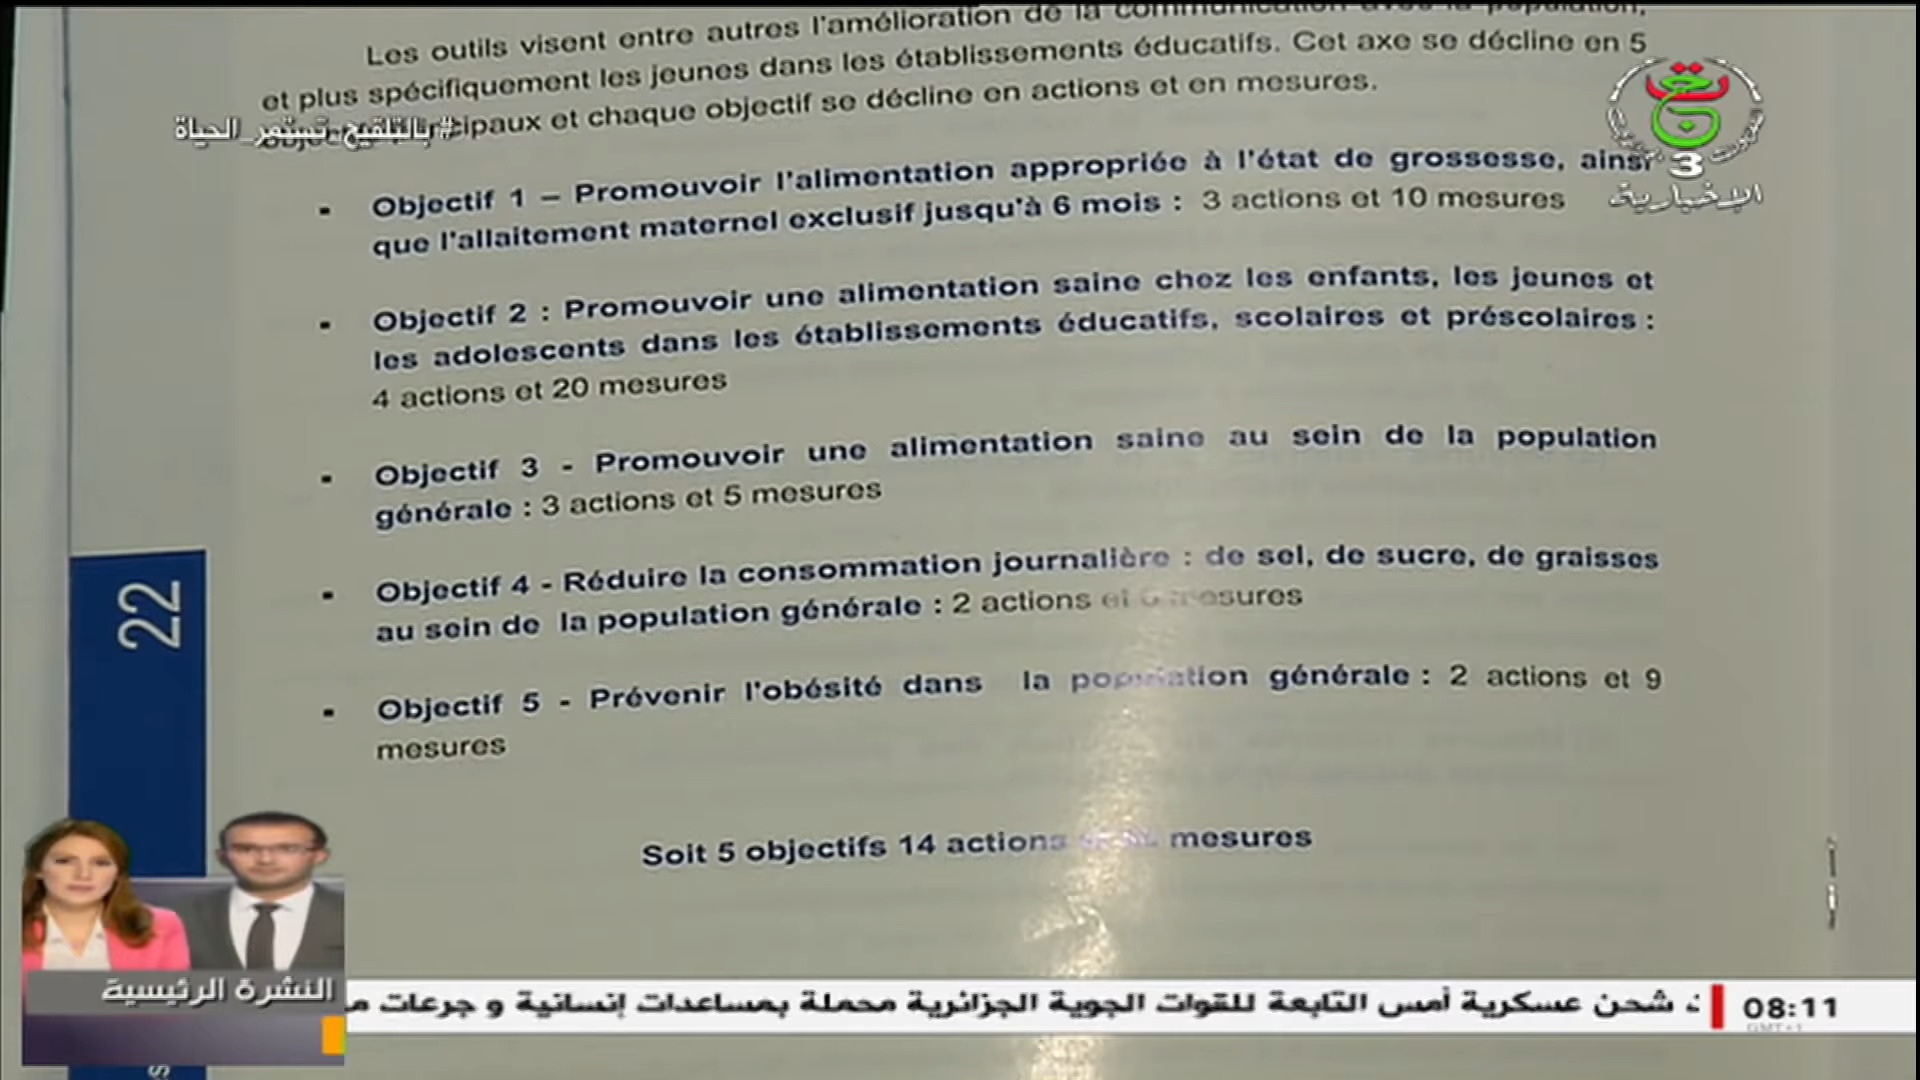 Les outils visent entre autres l'amélioration de la communication avec la population,
et plus spécifiquement les jeunes dans les établissements éducatifs. Cet axe se décline en 5
et chaque objectif se décline en actions et en mesures.
#بالتلقيح_تستمر_الحياة
3
الإخبارية
▪ Objectif 1 – Promouvoir l'alimentation appropriée à l'état de grossesse, ainsi
que l'allaitement maternel exclusif jusqu'à 6 mois : 3 actions et 10 mesures
▪ Objectif 2 : Promouvoir une alimentation saine chez les enfants, les jeunes et
les adolescents dans les établissements éducatifs, scolaires et préscolaires :
4 actions et 20 mesures
▪ Objectif 3 - Promouvoir une alimentation saine au sein de la population
générale : 3 actions et 5 mesures
▪ Objectif 4 - Réduire la consommation journalière : de sel, de sucre, de graisses
au sein de la population générale : 2 actions et mesures
▪ Objectif 5 - Prévenir l'obésité dans la population générale : 2 actions et 9
mesures
Soit 5 objectifs 14 actions mesures
22
النشرة الرئيسية
شحن عسكرية أمس التابعة للقوات الجوية الجزائرية محملة بمساعدات إنسانية و جرعات
08:11
GMT+1